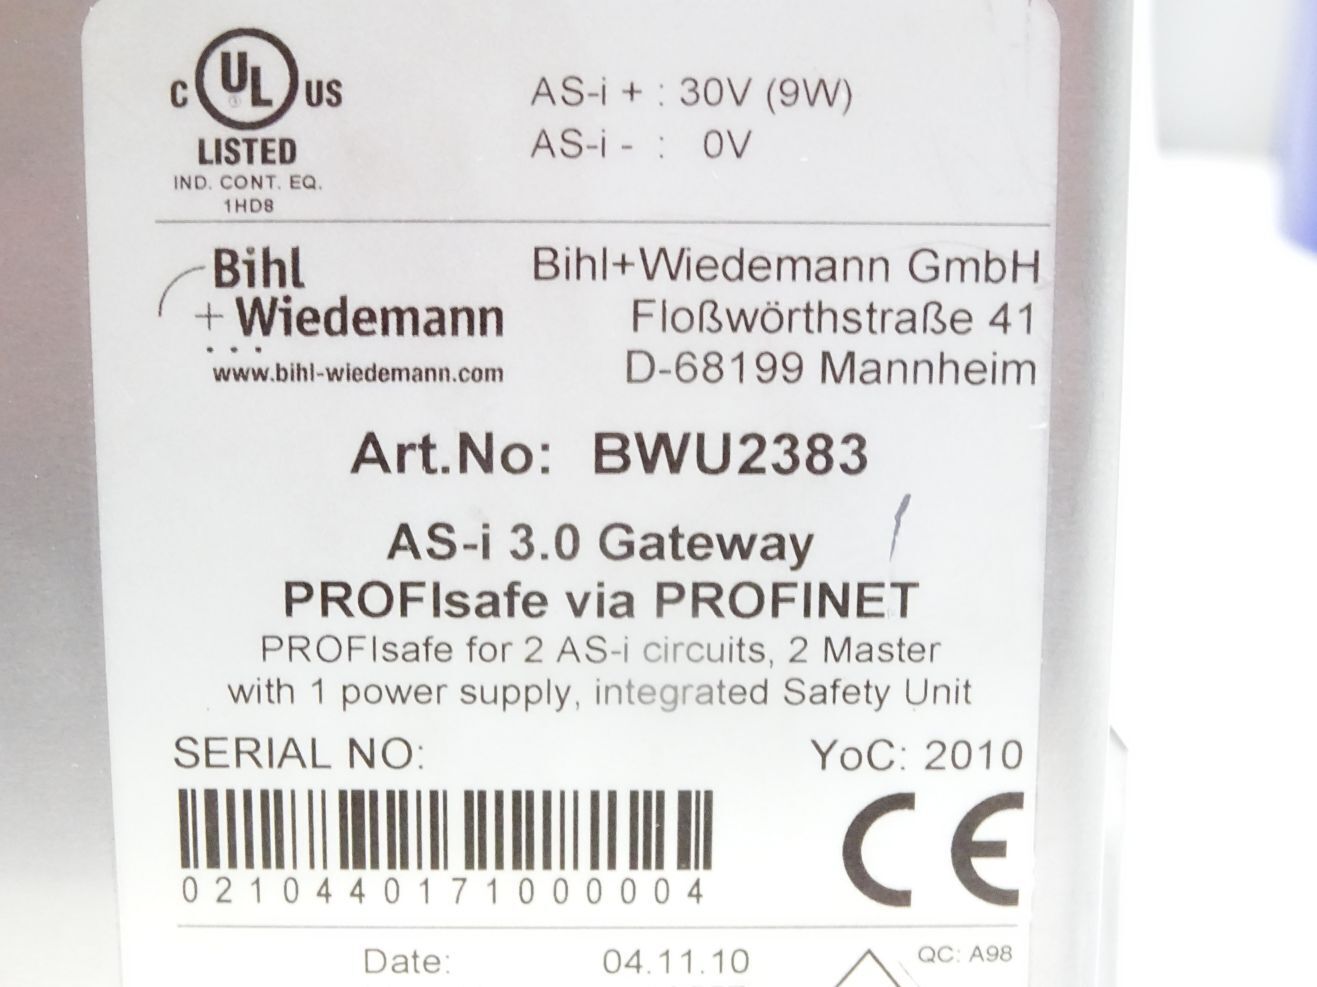 C UL US
LISTED
IND. CONT. EQ.
1HD8
AS-i + : 30V (9W)
AS-i - : 0V
Bihl
+ Wiedemann
www.bihl-wiedemann.com
Bihl+Wiedemann GmbH
Floßwörthstraße 41
D-68199 Mannheim
Art.No: BWU2383
AS-i 3.0 Gateway
PROFIsafe via PROFINET
PROFIsafe for 2 AS-i circuits, 2 Master
with 1 power supply, integrated Safety Unit
SERIAL NO:
YoC: 2010
021044017100004
CE
Date: 04.11.10
QC: A98